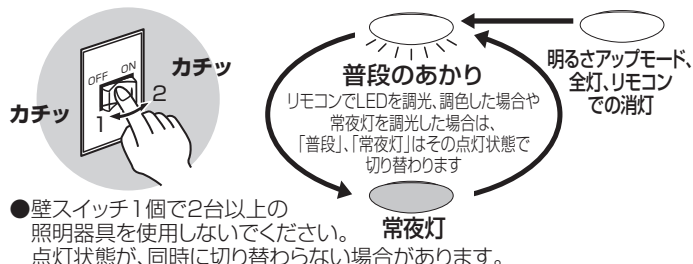 カチッ
OFF ON
カチッ
1
2
普段のあかり
リモコンでLEDを調光、調色した場合や
常夜灯を調光した場合は、
「普段」、「常夜灯」はその点灯状態で
切り替わります
明るさアップモード、
全灯、リモコン
での消灯
常夜灯
●壁スイッチ1個で2台以上の
照明器具を使用しないでください。
点灯状態が、同時に切り替わらない場合があります。